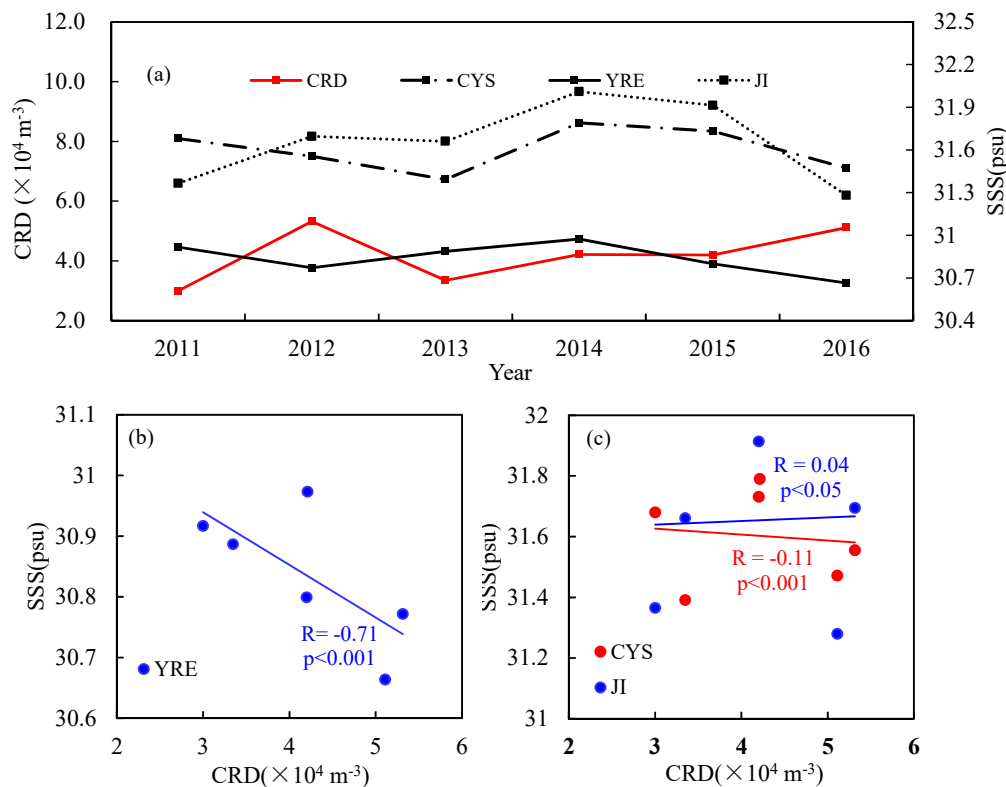 12.0
10.0
8.0
6.0
4.0
2.0
CRD (×10⁴ m⁻³)
(a)
CRD CYS YRE JI
32.5
32.2
31.9
31.6
31.3
31
30.7
30.4
SSS(psu)
2011 2012 2013 2014 2015 2016
Year
31.1
31
30.9
30.8
30.7
30.6
SSS(psu)
(b)
R= -0.71
p<0.001
YRE
2 3 4 5 6
CRD(×10⁴ m⁻³)
32
31.8
31.6
31.4
31.2
31
SSS(psu)
(c)
R = 0.04
p<0.05
R = -0.11
p<0.001
CYS
JI
2 3 4 5 6
CRD(×10⁴ m⁻³)